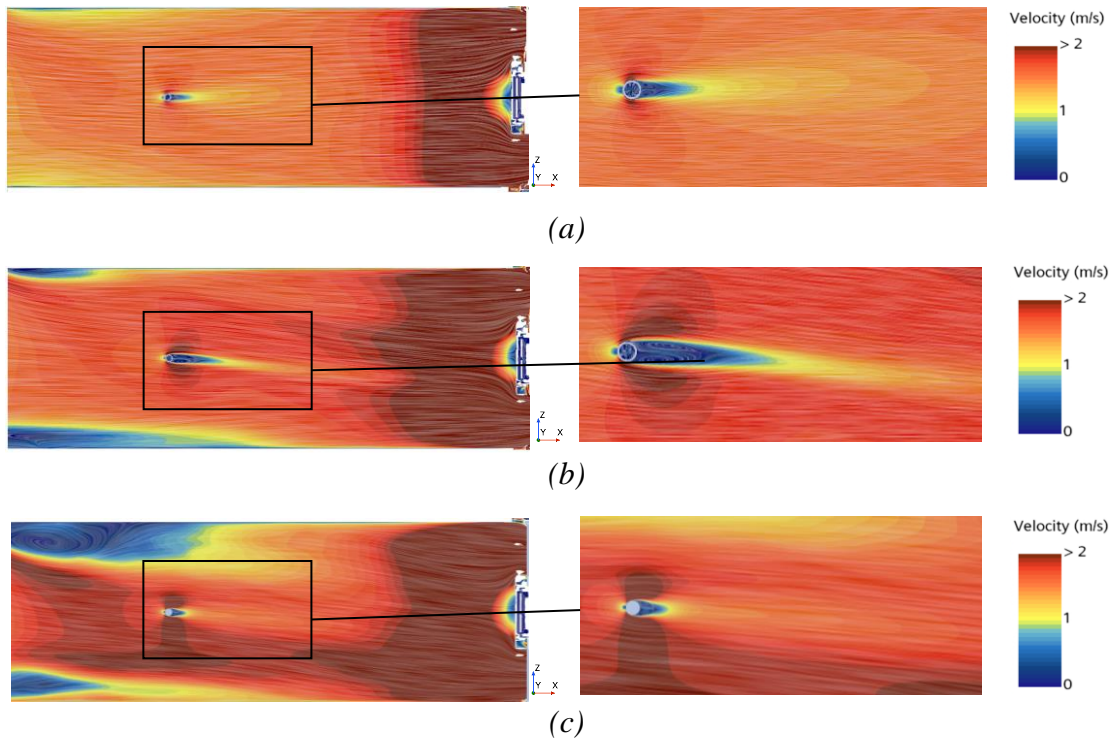 Velocity (m/s)
> 2
1
0
Z
Y X
(a)
Velocity (m/s)
> 2
1
0
Z
Y X
(b)
Velocity (m/s)
> 2
1
0
Z
Y X
(c)